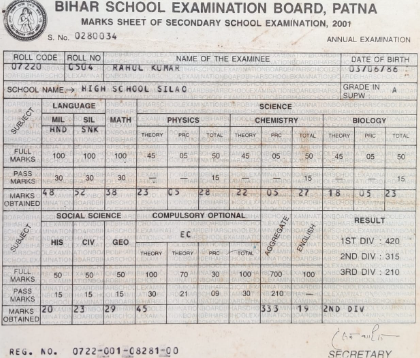 BIHAR SCHOOL EXAMINATION BOARD, PATNA
MARKS SHEET OF SECONDARY SCHOOL EXAMINATION, 2001
S. No. 0280034 ANNUAL EXAMINATION
ROLL CODE ROLL NO NAME OF THE EXAMINEE DATE OF BIRTH
07220 0504 RAHUL KUMAR 03/06/86
SCHOOL NAME HIGH SCHOOL SILAO GRADE IN SUPW A
SUBJECT LANGUAGE SCIENCE
MIL SIL MATH PHYSICS CHEMISTRY BIOLOGY
HND SNK THEORY PRC TOTAL THEORY PRC TOTAL THEORY PRC TOTAL
FULL MARKS 100 100 100 45 05 50 45 05 50 45 05 50
PASS MARKS 30 30 30 — — 15 — — 15 — — 15
MARKS OBTAINED 48 52 38 23 05 28 22 05 27 18 05 23
SUBJECT SOCIAL SCIENCE COMPULSORY OPTIONAL AGGREGATE ENGLISH RESULT
HIS CIV GEO EC
THEORY THEORY PRC TOTAL
1ST DIV : 420
2ND DIV : 315
3RD DIV : 210
FULL MARKS 50 50 50 100 70 30 100 700 100
PASS MARKS 15 15 15 30 21 09 30 210 —
MARKS OBTAINED 20 23 29 45 333 19 2ND DIV
REG. NO. 0722-001-08281-00
SECRETARY